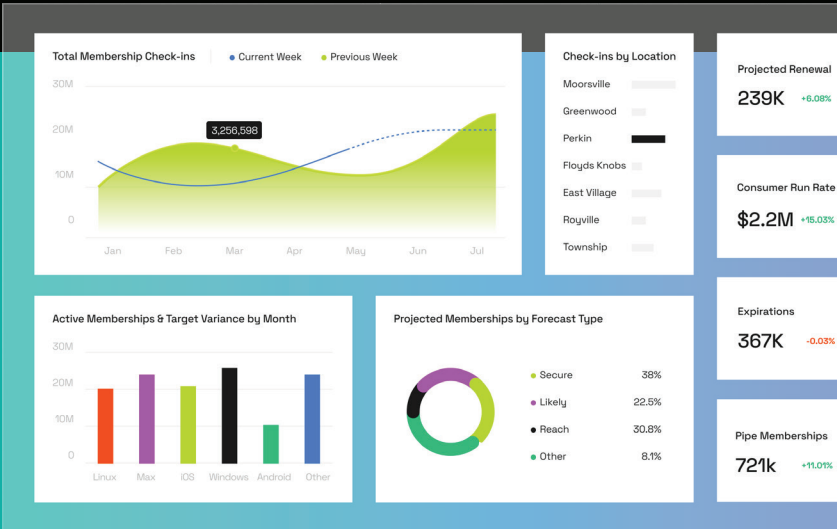 Total Membership Check-ins
Current Week
Previous Week
30M
20M
10M
0
3,256,598
Jan Feb Mar Apr May Jun Jul
Check-ins by Location
Moorsville
Greenwood
Perkin
Floyds Knobs
East Village
Royville
Township
Projected Renewal
239K +6.08%
Consumer Run Rate
$2.2M +15.03%
Expirations
367K -0.03%
Pipe Memberships
721k +11.01%
Active Memberships & Target Variance by Month
30M
20M
10M
0
Linux Max iOS Windows Android Other
Projected Memberships by Forecast Type
Secure 38%
Likely 22.5%
Reach 30.8%
Other 8.1%